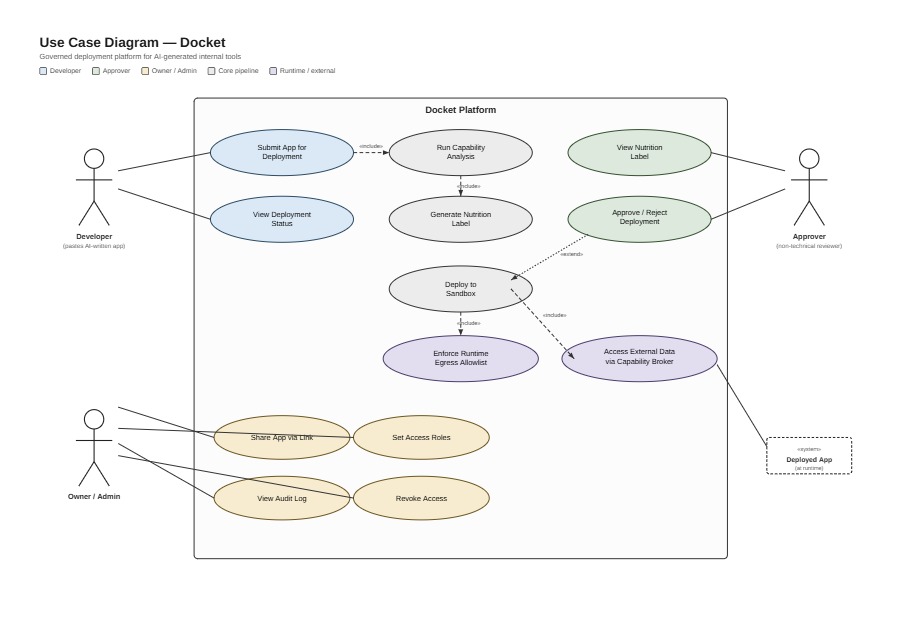 Use Case Diagram — Docket
Governed deployment platform for AI-generated internal tools
Developer
Approver
Owner / Admin
Core pipeline
Runtime / external
Docket Platform
Submit App for
Deployment
«include»
Run Capability
Analysis
View Nutrition
Label
«include»
View Deployment
Status
Generate Nutrition
Label
Approve / Reject
Deployment
Developer
(pastes AI-written app)
Approver
(non-technical reviewer)
«extend»
Deploy to
Sandbox
«include»
«include»
Enforce Runtime
Egress Allowlist
Access External Data
via Capability Broker
Share App via Link
Set Access Roles
«system»
Deployed App
(at runtime)
Owner / Admin
View Audit Log
Revoke Access